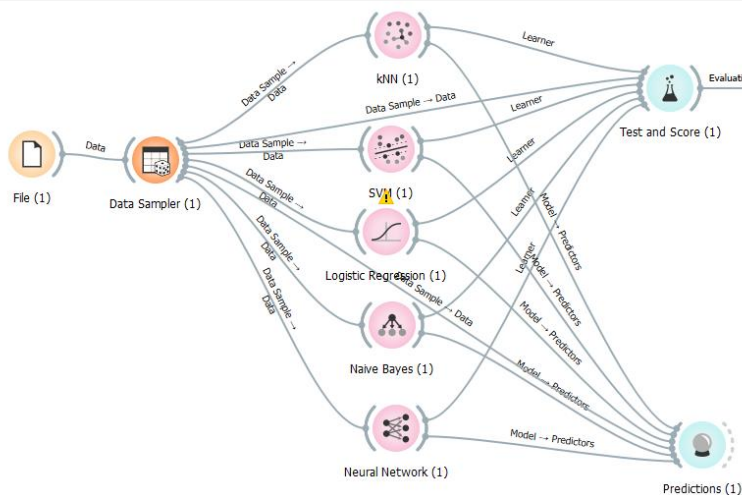 Learner
kNN (1)
Data Sample →
Data
Data Sample → Data
Learner
Evaluati
Test and Score (1)
Data
Data Sample →
Data
File (1)
Data Sampler (1)
SVM (1)
Learner
Data Sample →
Data
Learner
Model → Predictors
Logistic Regression (1)
Data Sample →
Data
Learner
Model → Predictors
Data Sample → Data
Data Sample →
Data
Model → Predictors
Naive Bayes (1)
Model → Predictors
Model → Predictors
Neural Network (1)
Predictions (1)